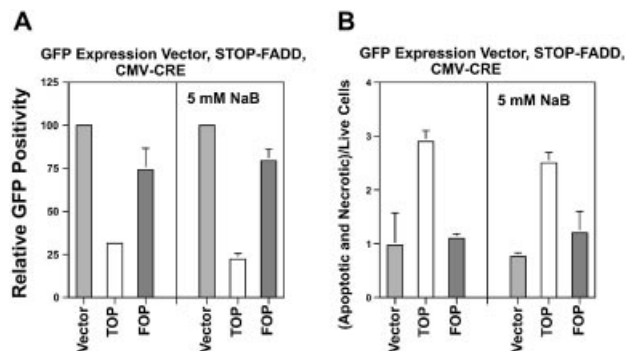 A
GFP Expression Vector, STOP-FADD,
CMV-CRE
5 mM NaB
Relative GFP Positivity
125
100
75
50
25
0
Vector
TOP
FOP
Vector
TOP
FOP
B
GFP Expression Vector, STOP-FADD,
CMV-CRE
5 mM NaB
(Apoptotic and Necrotic)/Live Cells
4
3
2
1
0
Vector
TOP
FOP
Vector
TOP
FOP